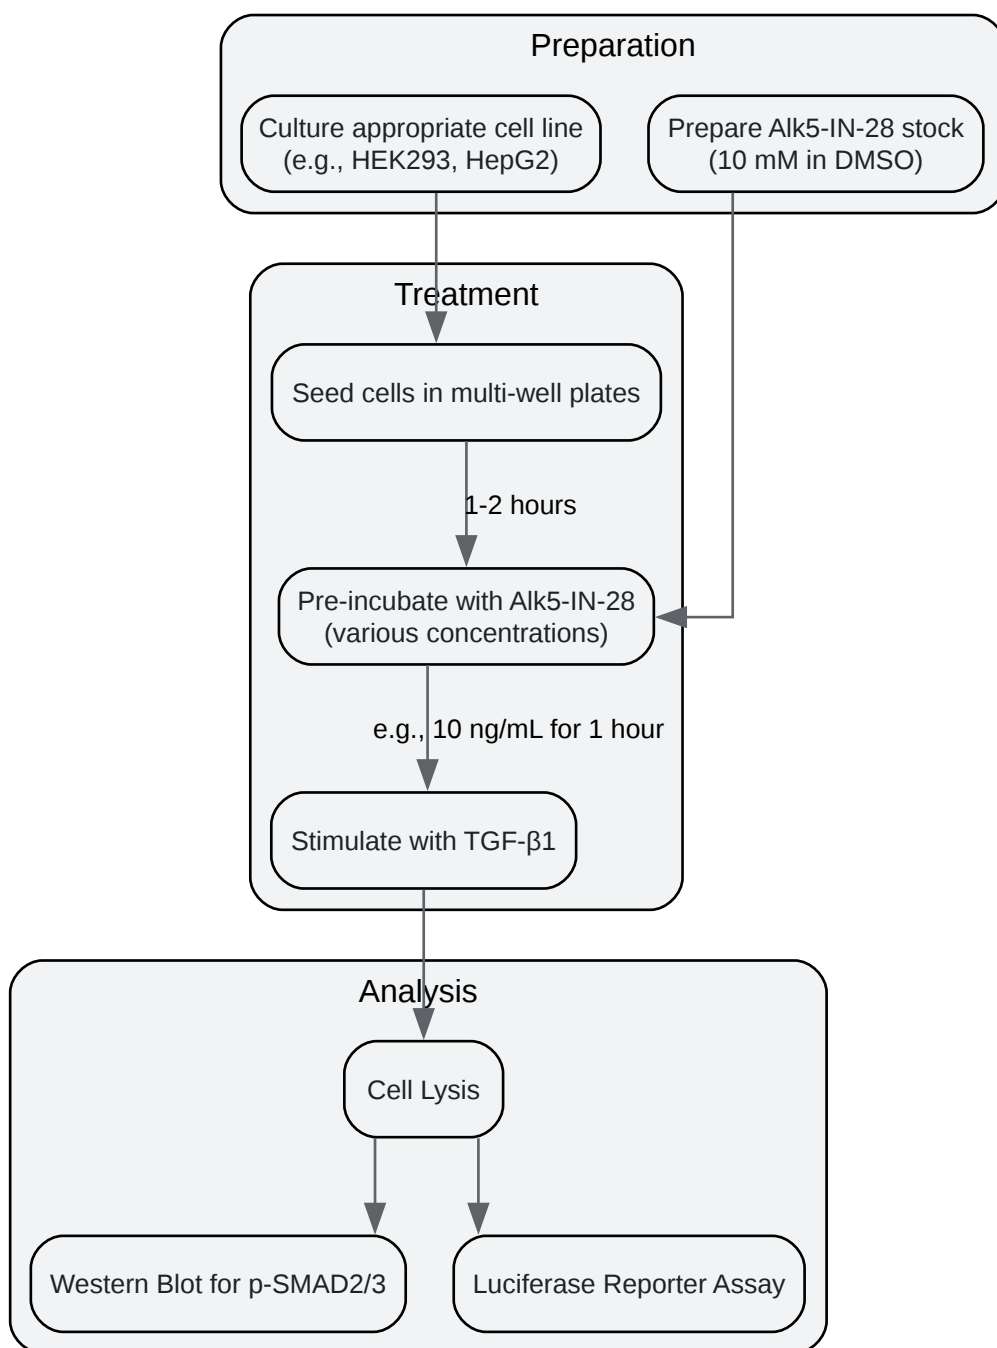 Preparation
Culture appropriate cell line
(e.g., HEK293, HepG2)
Prepare Alk5-IN-28 stock
(10 mM in DMSO)
Treatment
Seed cells in multi-well plates
1-2 hours
Pre-incubate with Alk5-IN-28
(various concentrations)
e.g., 10 ng/mL for 1 hour
Stimulate with TGF-β1
Analysis
Cell Lysis
Western Blot for p-SMAD2/3
Luciferase Reporter Assay